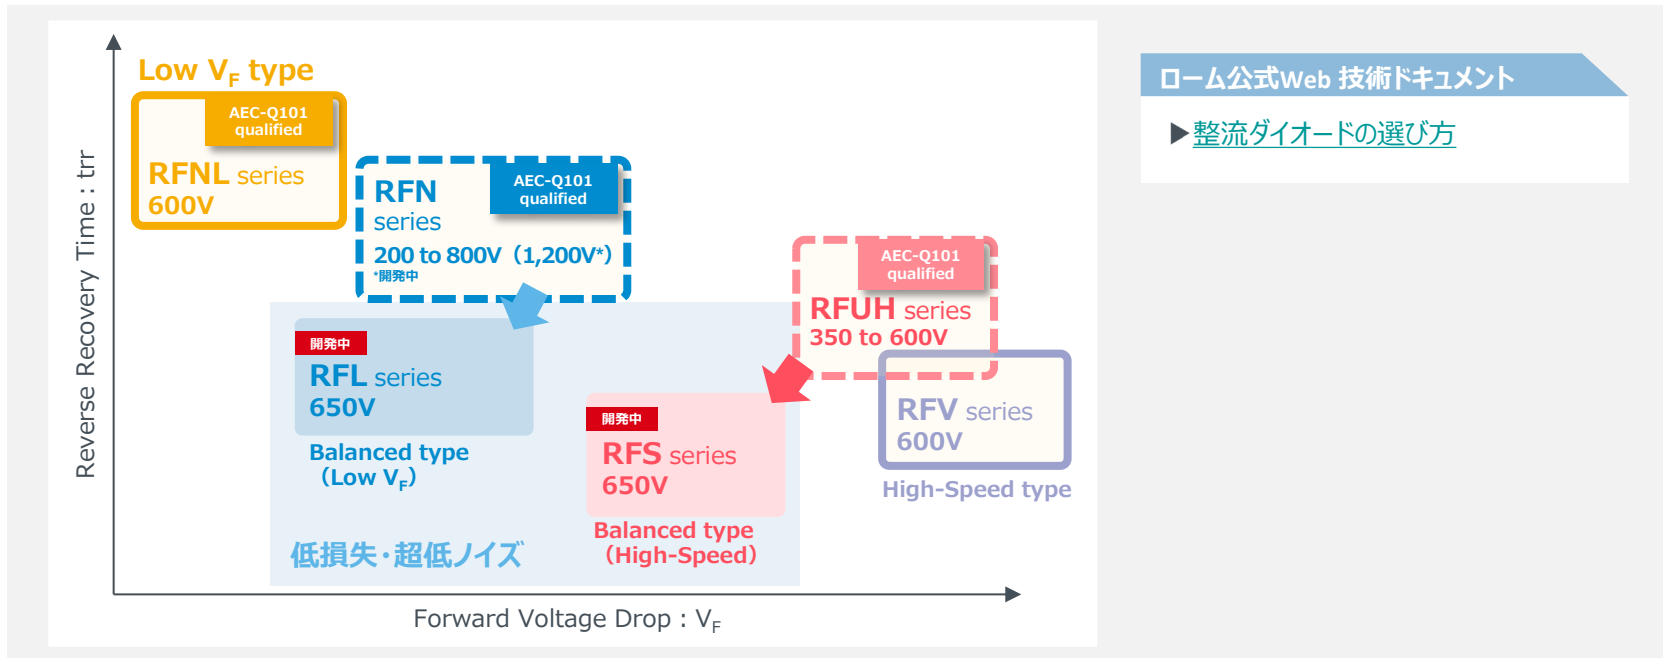 Reverse Recovery Time : trr
Low VF type
AEC-Q101
qualified
RFNL series
600V
AEC-Q101
qualified
RFN
series
200 to 800V（1,200V*）
*開発中
AEC-Q101
qualified
RFUH series
350 to 600V
開発中
RFL series
650V
Balanced type
（Low VF）
開発中
RFS series
650V
Balanced type
（High-Speed）
RFV series
600V
High-Speed type
低損失・超低ノイズ
Forward Voltage Drop : VF
ローム公式Web 技術ドキュメント
▶整流ダイオードの選び方